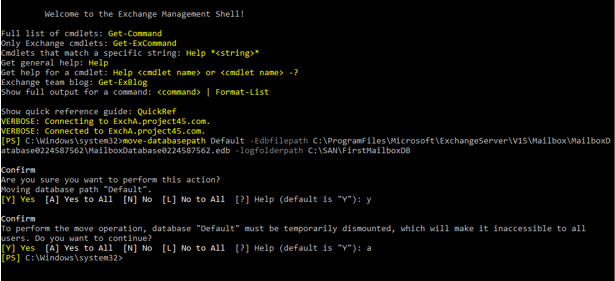 Welcome to the Exchange Management Shell!
Full list of cmdlets: Get-Command
Only Exchange cmdlets: Get-ExCommand
Cmdlets that match a specific string: Help *<string>*
Get general help: Help
Get help for a cmdlet: Help <cmdlet name> or <cmdlet name> -?
Exchange team blog: Get-ExBlog
Show full output for a command: <command> | Format-List
Show quick reference guide: QuickRef
VERBOSE: Connecting to ExchA.project45.com.
VERBOSE: Connected to ExchA.project45.com.
[PS] C:\Windows\system32>move-databasepath Default -Edbfilepath C:\ProgramFiles\Microsoft\ExchangeServer\V15\Mailbox\MailboxD
atabase0224587562\MailboxDatabase0224587562.edb -logfolderpath C:\SAN\FirstMailboxDB
Confirm
Are you sure you want to perform this action?
Moving database path "Default".
[Y] Yes  [A] Yes to All  [N] No  [L] No to All  [?] Help (default is "Y"): y
Confirm
To perform the move operation, database "Default" must be temporarily dismounted, which will make it inaccessible to all
users. Do you want to continue?
[Y] Yes  [A] Yes to All  [N] No  [L] No to All  [?] Help (default is "Y"): a
[PS] C:\Windows\system32>